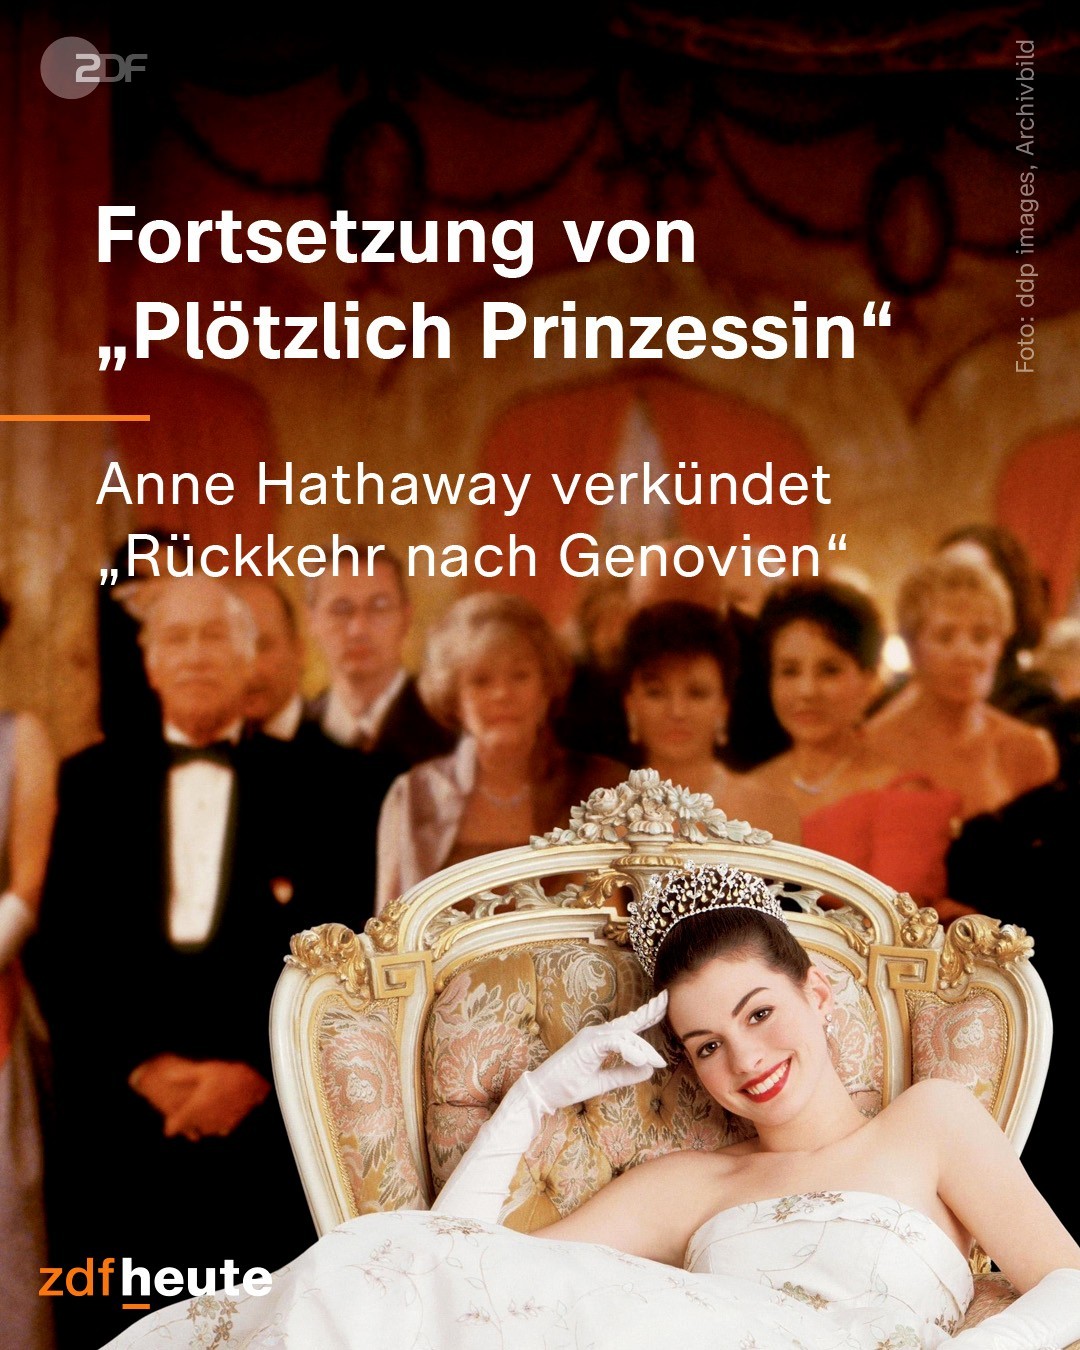 ZDF
Foto: ddp images, Archivbild
Fortsetzung von
„Plötzlich Prinzessin“
Anne Hathaway verkündet
„Rückkehr nach Genovien“
zdfheute